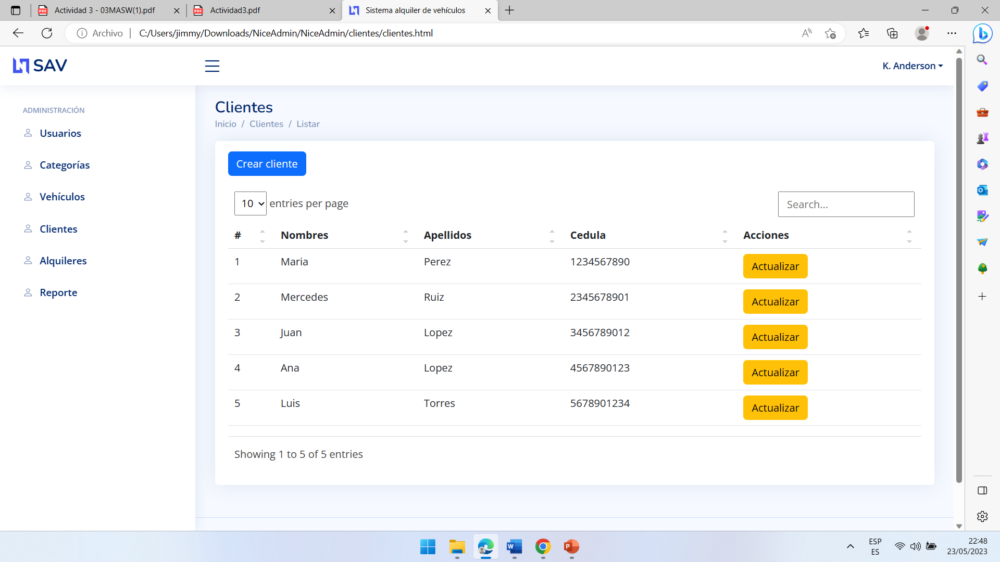 Actividad 3 - 03MASW(1).pdf
Actividad3.pdf
Sistema alquiler de vehículos
Archivo
C:/Users/jimmy/Downloads/NiceAdmin/NiceAdmin/clientes/clientes.html
SAV
K. Anderson
ADMINISTRACIÓN
Usuarios
Categorías
Vehículos
Clientes
Alquileres
Reporte
Clientes
Inicio / Clientes / Listar
Crear cliente
10 entries per page
Search...
# Nombres Apellidos Cedula Acciones
1 Maria Perez 1234567890 Actualizar
2 Mercedes Ruiz 2345678901 Actualizar
3 Juan Lopez 3456789012 Actualizar
4 Ana Lopez 4567890123 Actualizar
5 Luis Torres 5678901234 Actualizar
Showing 1 to 5 of 5 entries
ESP
ES
22:48
23/05/2023